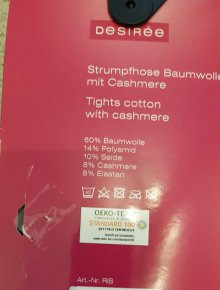 DESIRÉE
Strumpfhose Baumwolle
mit Cashmere
Tights cotton
with cashmere
60% Baumwolle
14% Polyamid
10% Seide
8% Cashmere
8% Elastan
OEKO-TEX
STANDARD 100
Art.-Nr. RIB